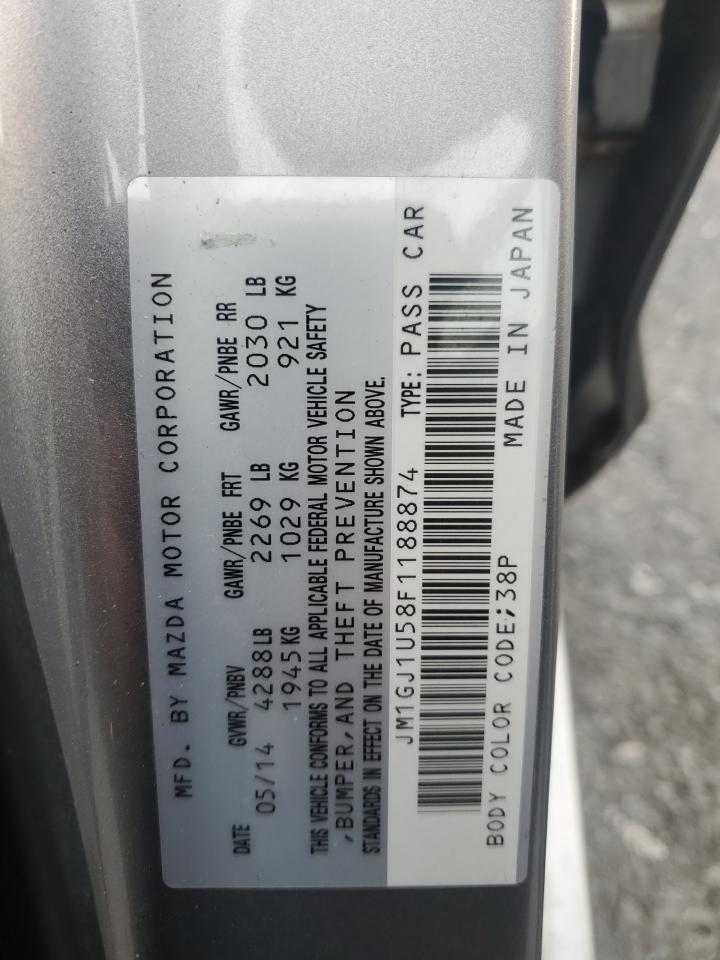 MFD. BY MAZDA MOTOR CORPORATION
DATE GVWR/PNBV GAWR/PNBE FRT GAWR/PNBE RR
05/14 4288LB 2269 LB 2030 LB
1945KG 1029 KG 921 KG
THIS VEHICLE CONFORMS TO ALL APPLICABLE FEDERAL MOTOR VEHICLE SAFETY
,BUMPER,AND THEFT PREVENTION
STANDARDS IN EFFECT ON THE DATE OF MANUFACTURE SHOWN ABOVE.
JM1GJ1U58F1188874 TYPE: PASS CAR
BODY COLOR CODE;38P MADE IN JAPAN